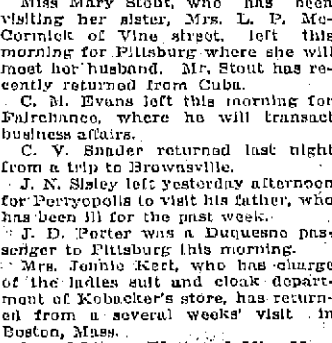 Miss Mary Stout, who has been
visiting her sister, Mrs. L. P. Mc-
Cormick of Vine street, left this
morning for Pittsburg where she will
meet her husband. Mr. Stout has re-
cently returned from Cuba.
C. M. Evans left this morning for
Fairchance, where he will transact
business affairs.
C. V. Snader returned last night
from a trip to Brownsville.
J. N. Sisley left yesterday afternoon
for Perryopolis to visit his father, who
has been ill for the past week.
J. D. Porter was a Duquesne pas-
senger to Pittsburg this morning.
Mrs. Jennie Kert, who has charge
of the ladies suit and cloak depart-
ment of Kobacker's store, has return-
ed from a several weeks' visit in
Boston, Mass.